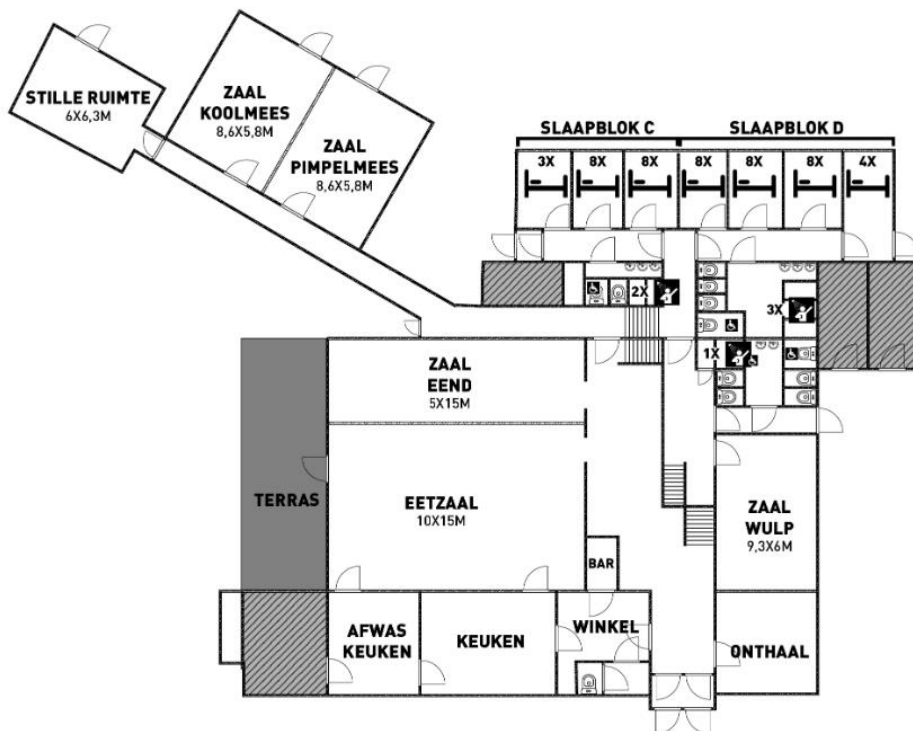 STILLE RUIMTE
6X6,3M
ZAAL
KOOLMEES
8,6X5,8M
ZAAL
PIMPELMEES
8,6X5,8M
SLAAPBLOK C
SLAAPBLOK D
3X
8X
8X
8X
8X
8X
4X
2X
3X
1X
ZAAL
EEND
5X15M
TERRAS
EETZAAL
10X15M
ZAAL
WULP
9,3X6M
BAR
AFWAS
KEUKEN
KEUKEN
WINKEL
ONTHAAL